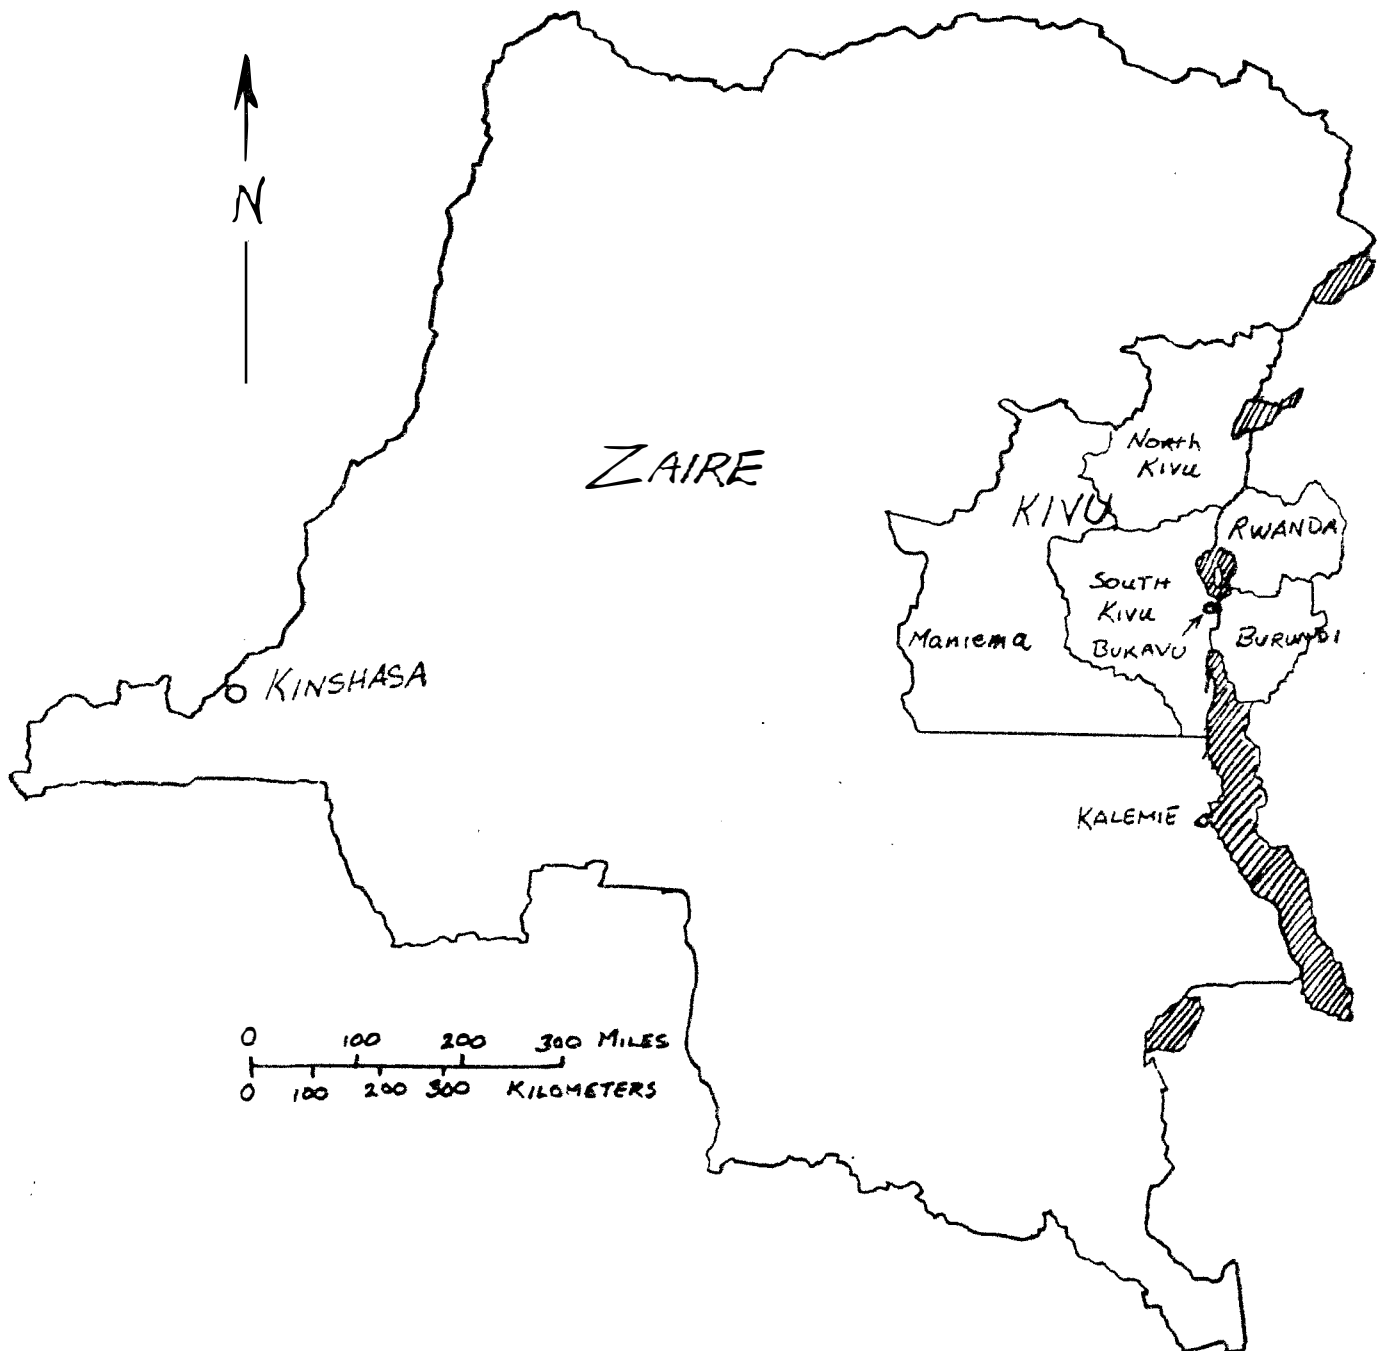 N
ZAIRE
North
Kivu
KIVU
RWANDA
SOUTH
KIVU
BUKAVU
Maniema
BURUNDI
KINSHASA
KALEMIE
0 100 200 300 MILES
0 100 200 300 KILOMETERS